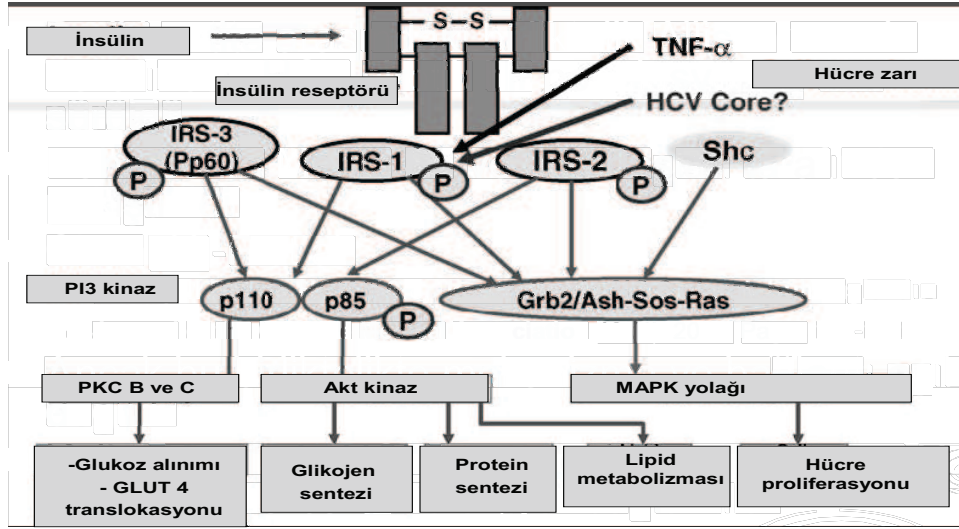 İnsülin
S–S
TNF-α
Hücre zarı
İnsülin reseptörü
HCV Core?
IRS-3
(Pp60)
P
IRS-1
P
IRS-2
P
Shc
PI3 kinaz
p110
p85
P
Grb2/Ash-Sos-Ras
PKC B ve C
Akt kinaz
MAPK yolağı
-Glukoz alınımı
- GLUT 4
translokasyonu
Glikojen
sentezi
Protein
sentezi
Lipid
metabolizması
Hücre
proliferasyonu